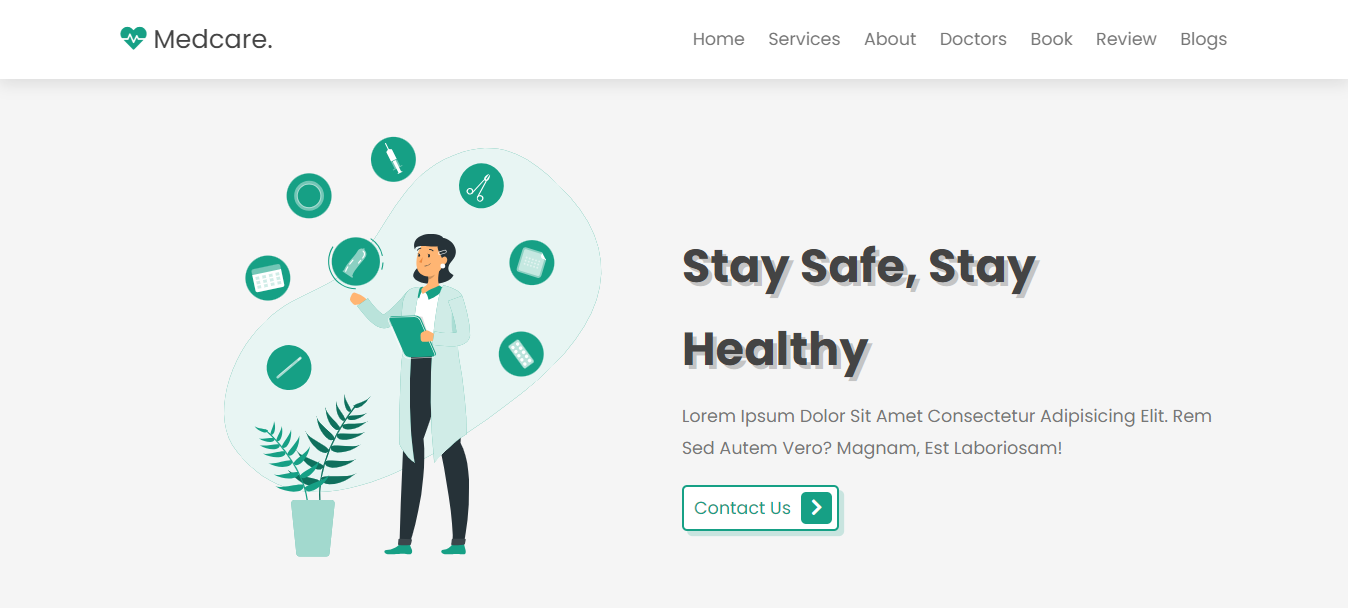 Medcare.
Home Services About Doctors Book Review Blogs
Stay Safe, Stay
Healthy
Lorem Ipsum Dolor Sit Amet Consectetur Adipisicing Elit. Rem
Sed Autem Vero? Magnam, Est Laboriosam!
Contact Us